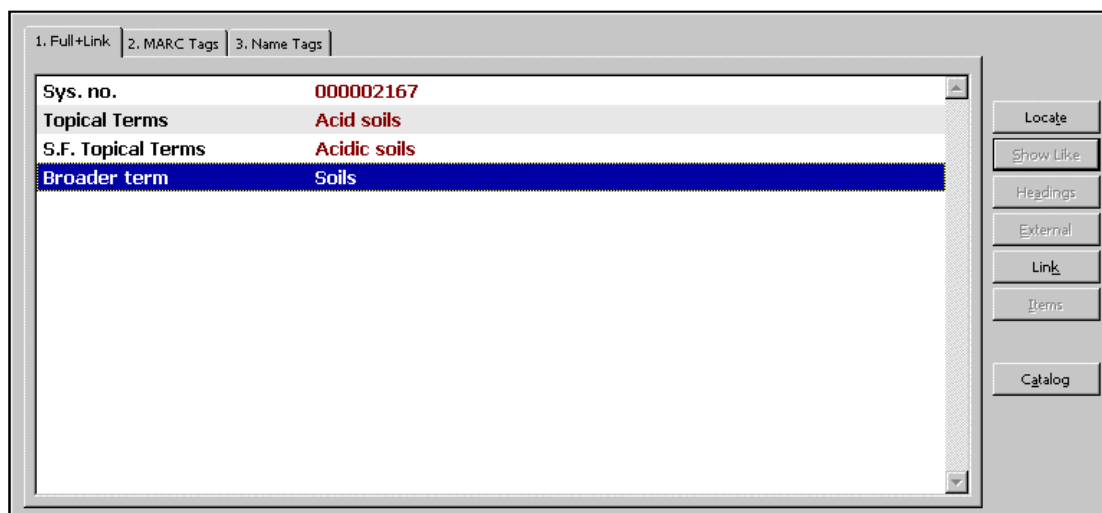 1. Full+Link 2. MARC Tags 3. Name Tags
Sys. no. 000002167
Topical Terms Acid soils
S.F. Topical Terms Acidic soils
Broader term Soils
Locate
Show Like
Headings
External
Link
Items
Catalog